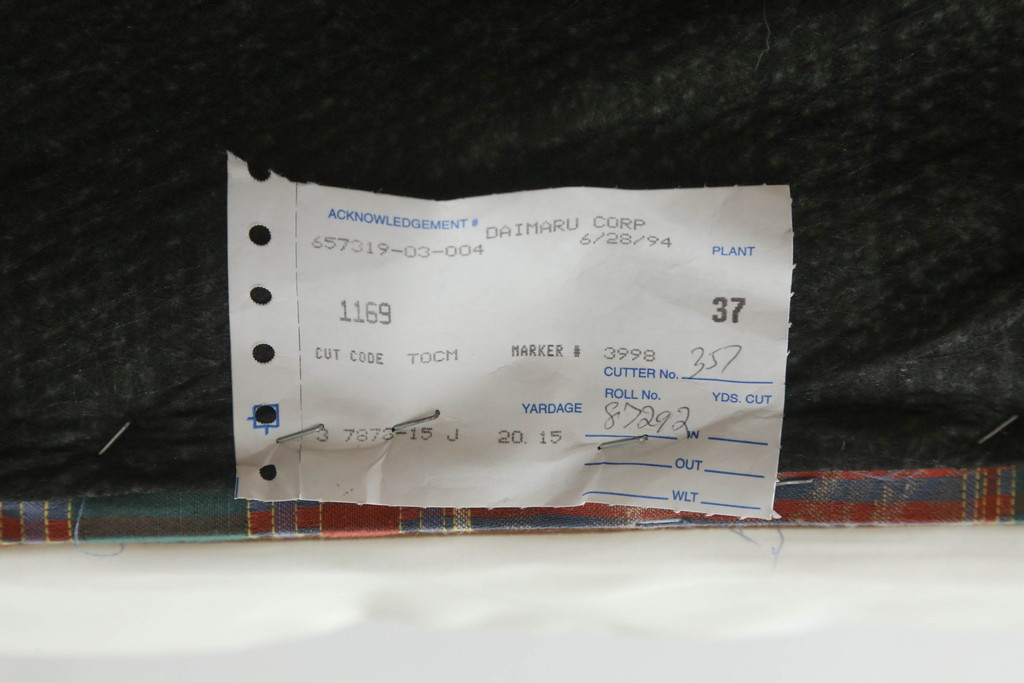 ACKNOWLEDGEMENT # DAIMARU CORP
657319-03-004 6/28/94 PLANT
1169 37
CUT CODE TOCM MARKER # 3998
CUTTER No. 357
ROLL No. YDS. CUT
YARDAGE 87292
3 7873-15 J 20.15 IN
OUT
WLT